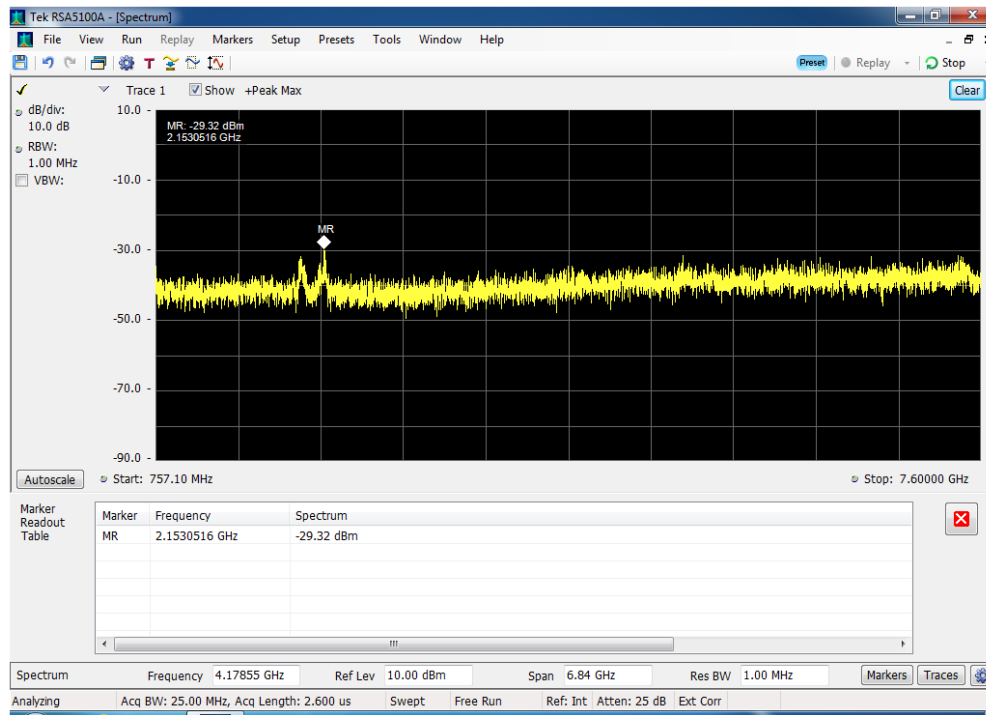 Tek RSA5100A - [Spectrum]
File View Run Replay Markers Setup Presets Tools Window Help
T Preset Replay Stop
Trace 1 Show +Peak Max Clear
dB/div:
10.0 dB
RBW:
1.00 MHz
VBW:
10.0
MR: -29.32 dBm
2.1530516 GHz
-10.0
MR
-30.0
-50.0
-70.0
-90.0
Autoscale Start: 757.10 MHz Stop: 7.60000 GHz
Marker
Readout
Table
Marker Frequency Spectrum
MR 2.1530516 GHz -29.32 dBm
Spectrum Frequency 4.17855 GHz Ref Lev 10.00 dBm Span 6.84 GHz Res BW 1.00 MHz Markers Traces
Analyzing Acq BW: 25.00 MHz, Acq Length: 2.600 us Swept Free Run Ref: Int Atten: 25 dB Ext Corr